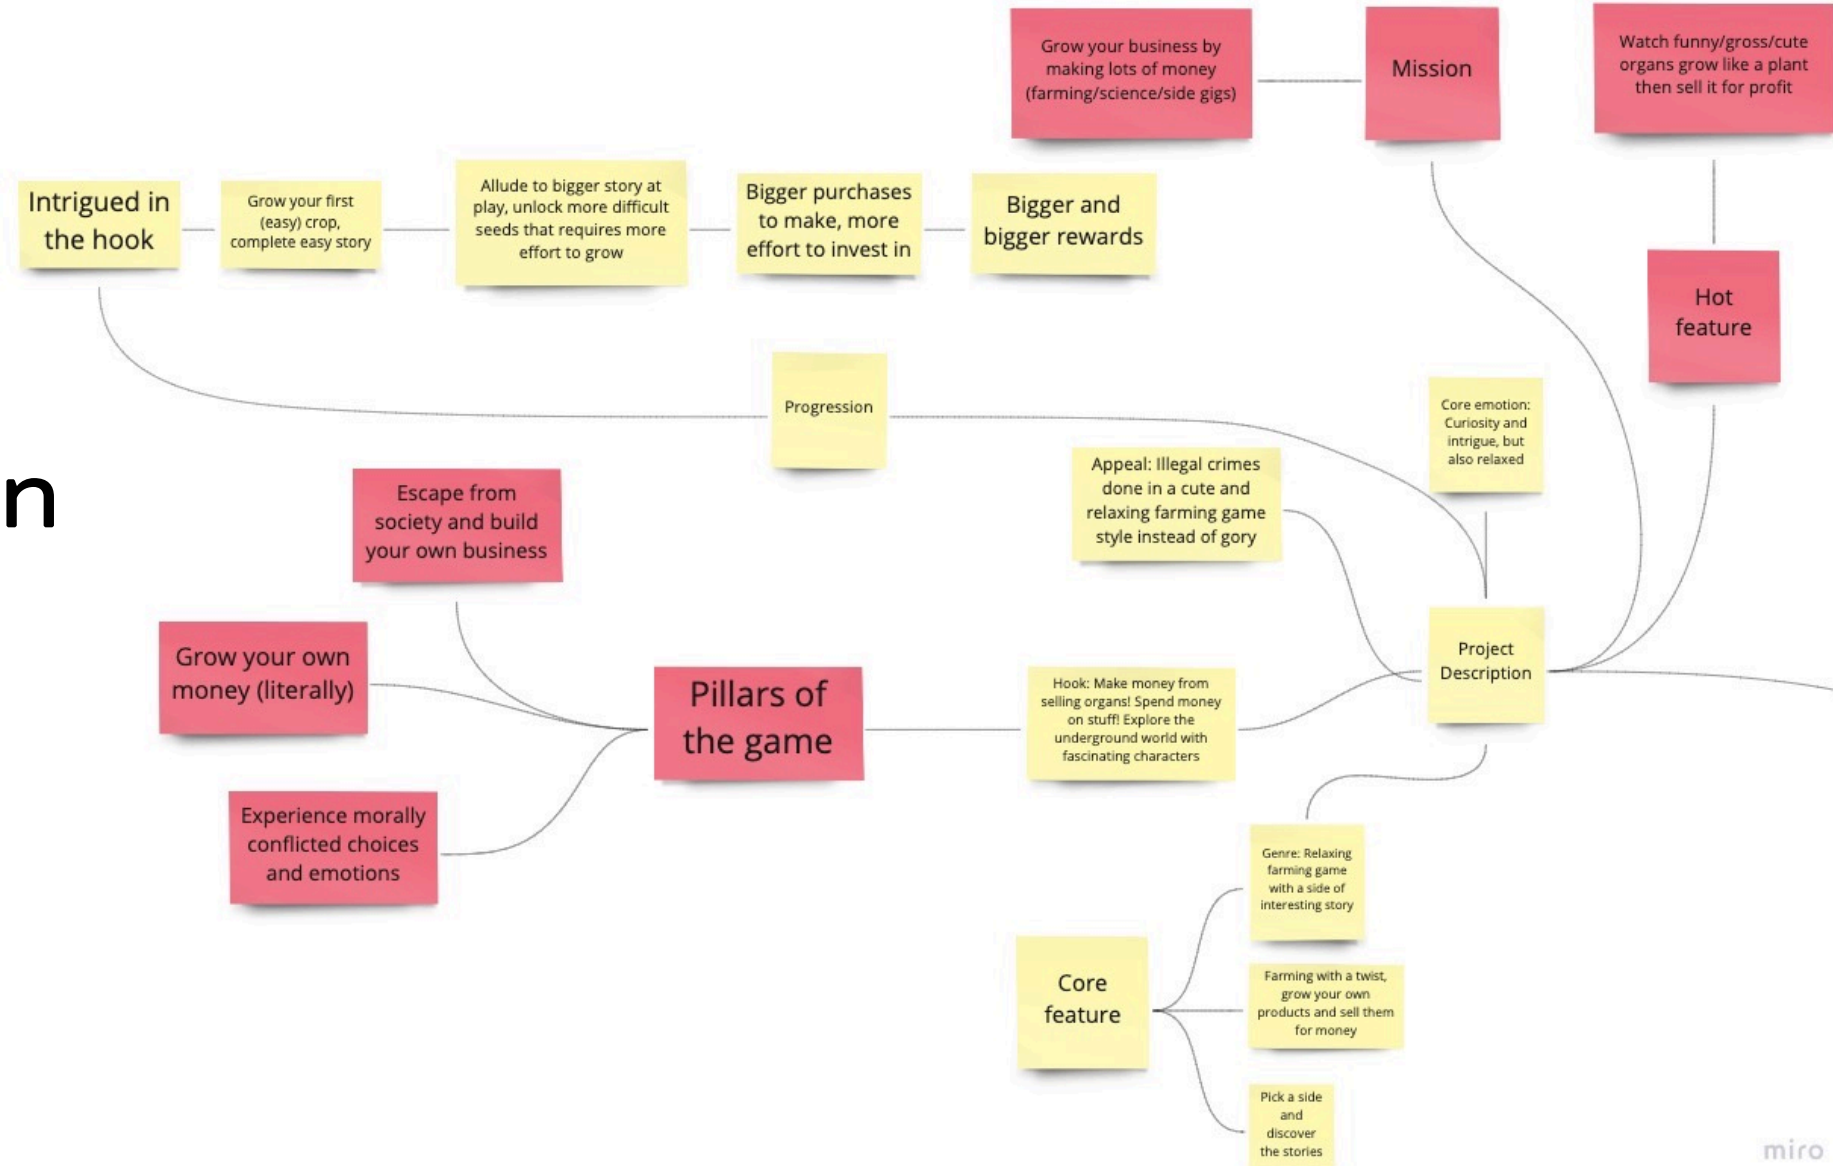 Grow your business by
making lots of money
(farming/science/side gigs)
Mission
Watch funny/gross/cute
organs grow like a plant
then sell it for profit
Intrigued in
the hook
Grow your first
(easy) crop,
complete easy story
Allude to bigger story at
play, unlock more difficult
seeds that requires more
effort to grow
Bigger purchases
to make, more
effort to invest in
Bigger and
bigger rewards
Hot
feature
Progression
Core emotion:
Curiosity and
intrigue, but
also relaxed
Appeal: Illegal crimes
done in a cute and
relaxing farming game
style instead of gory
n
Escape from
society and build
your own business
Grow your own
money (literally)
Pillars of
the game
Hook: Make money from
selling organs! Spend money
on stuff! Explore the
underground world with
fascinating characters
Project
Description
Experience morally
conflicted choices
and emotions
Genre: Relaxing
farming game
with a side of
interesting story
Core
feature
Farming with a twist,
grow your own
products and sell them
for money
Pick a side
and
discover
the stories
miro